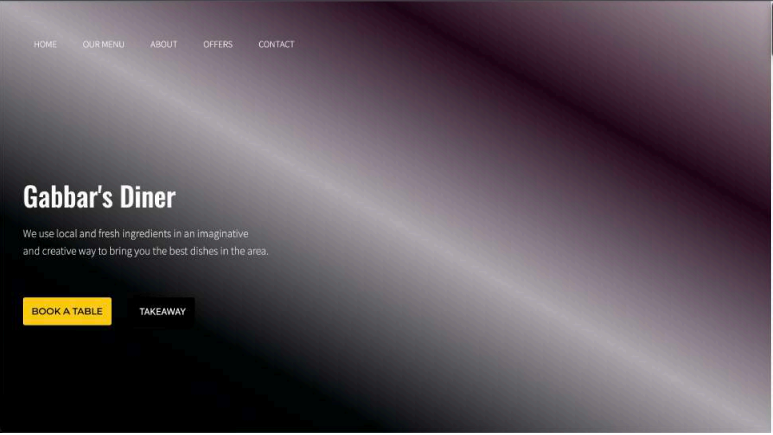 HOME OUR MENU ABOUT OFFERS CONTACT
Gabbar's Diner
We use local and fresh ingredients in an imaginative
and creative way to bring you the best dishes in the area.
BOOK A TABLE TAKEAWAY